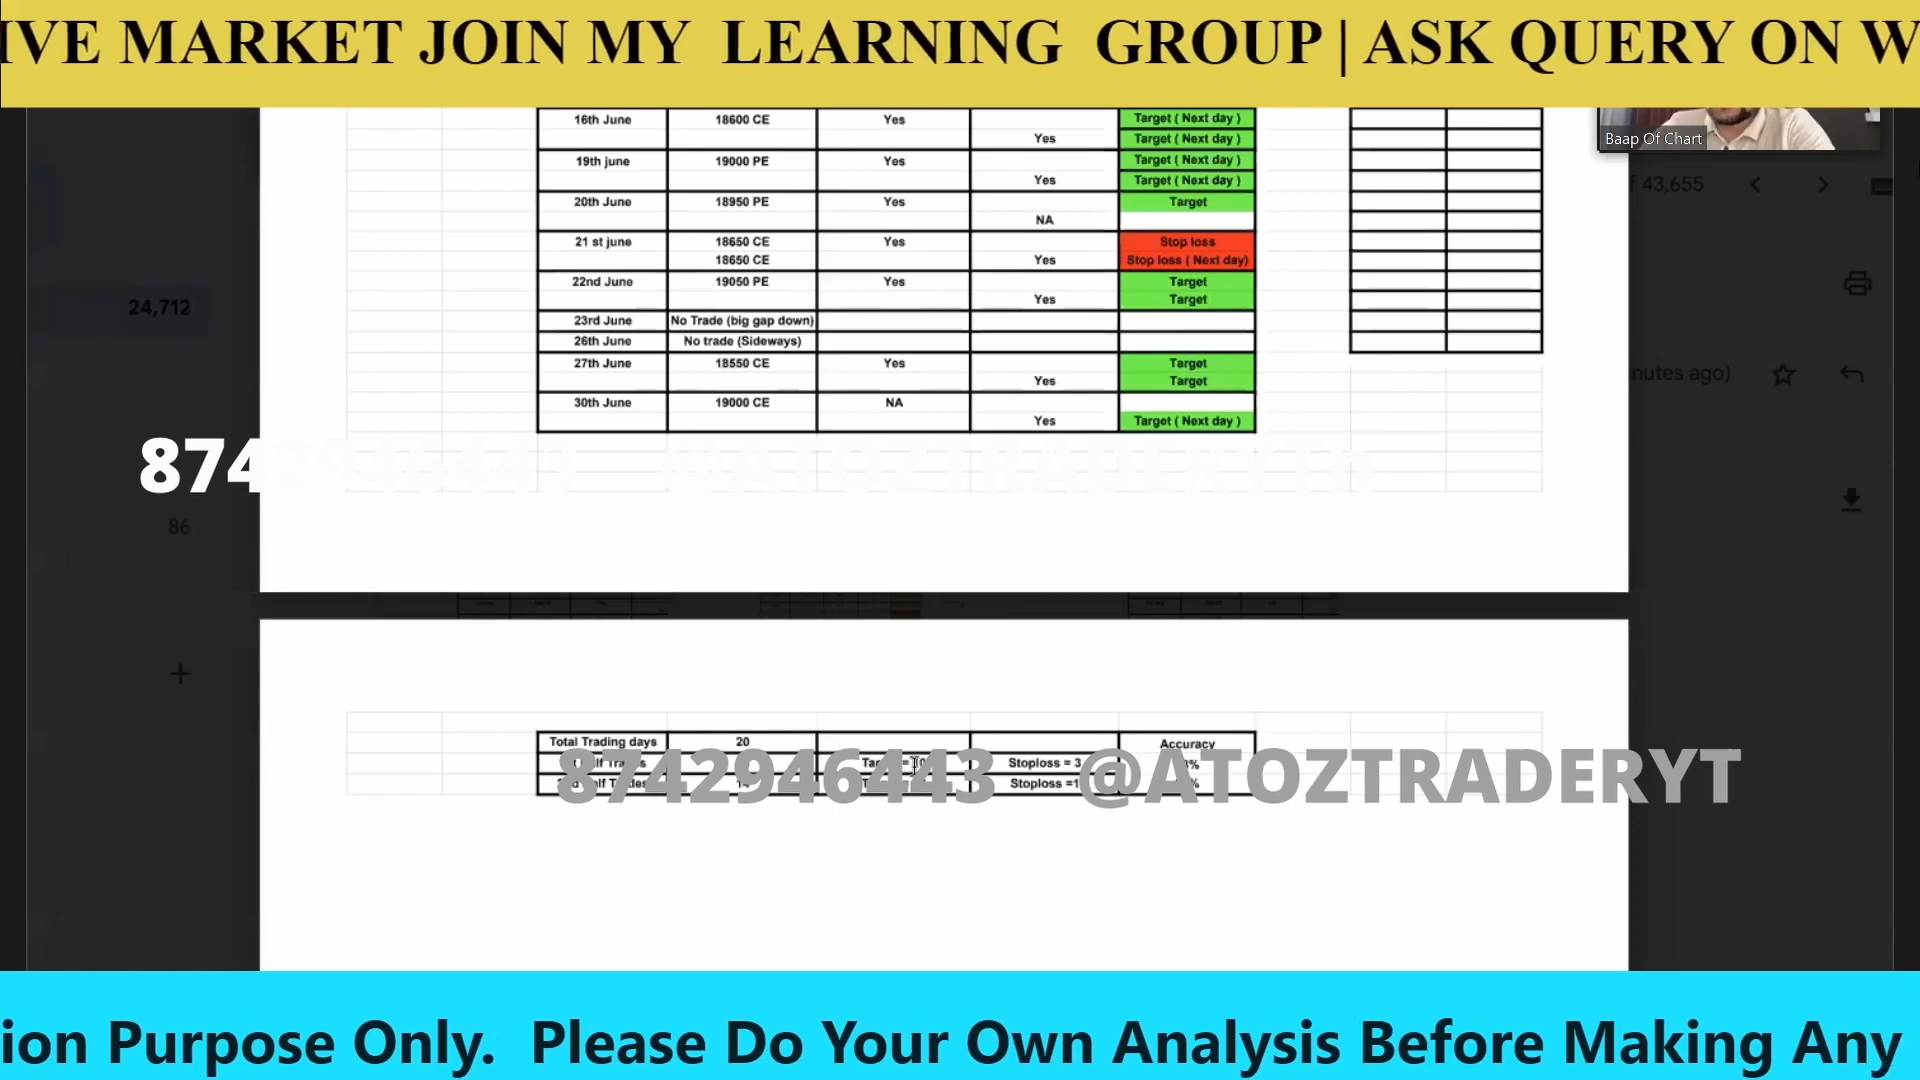 IVE MARKET JOIN MY LEARNING GROUP | ASK QUERY ON W
16th June 18600 CE Yes Target ( Next day )
Yes Target ( Next day )
Baap Of Chart
19th june 19000 PE Yes Target ( Next day )
Yes Target ( Next day )
43,655
20th June 18950 PE Yes Target
NA
21 st june 18650 CE Yes Stop loss
18650 CE Yes Stop loss ( Next day)
22nd June 19050 PE Yes Target
Yes Target
24,712
23rd June No Trade (big gap down)
26th June No trade (Sideways)
27th June 18550 CE Yes Target
Yes Target
nutes ago)
30th June 19000 CE NA
Yes Target ( Next day )
8742946443 @ATOZTRADERYT
86
Total Trading days 20 Accuracy
Stoploss = 3
Stoploss =1
8742946443 @ATOZTRADERYT
ion Purpose Only. Please Do Your Own Analysis Before Making Any